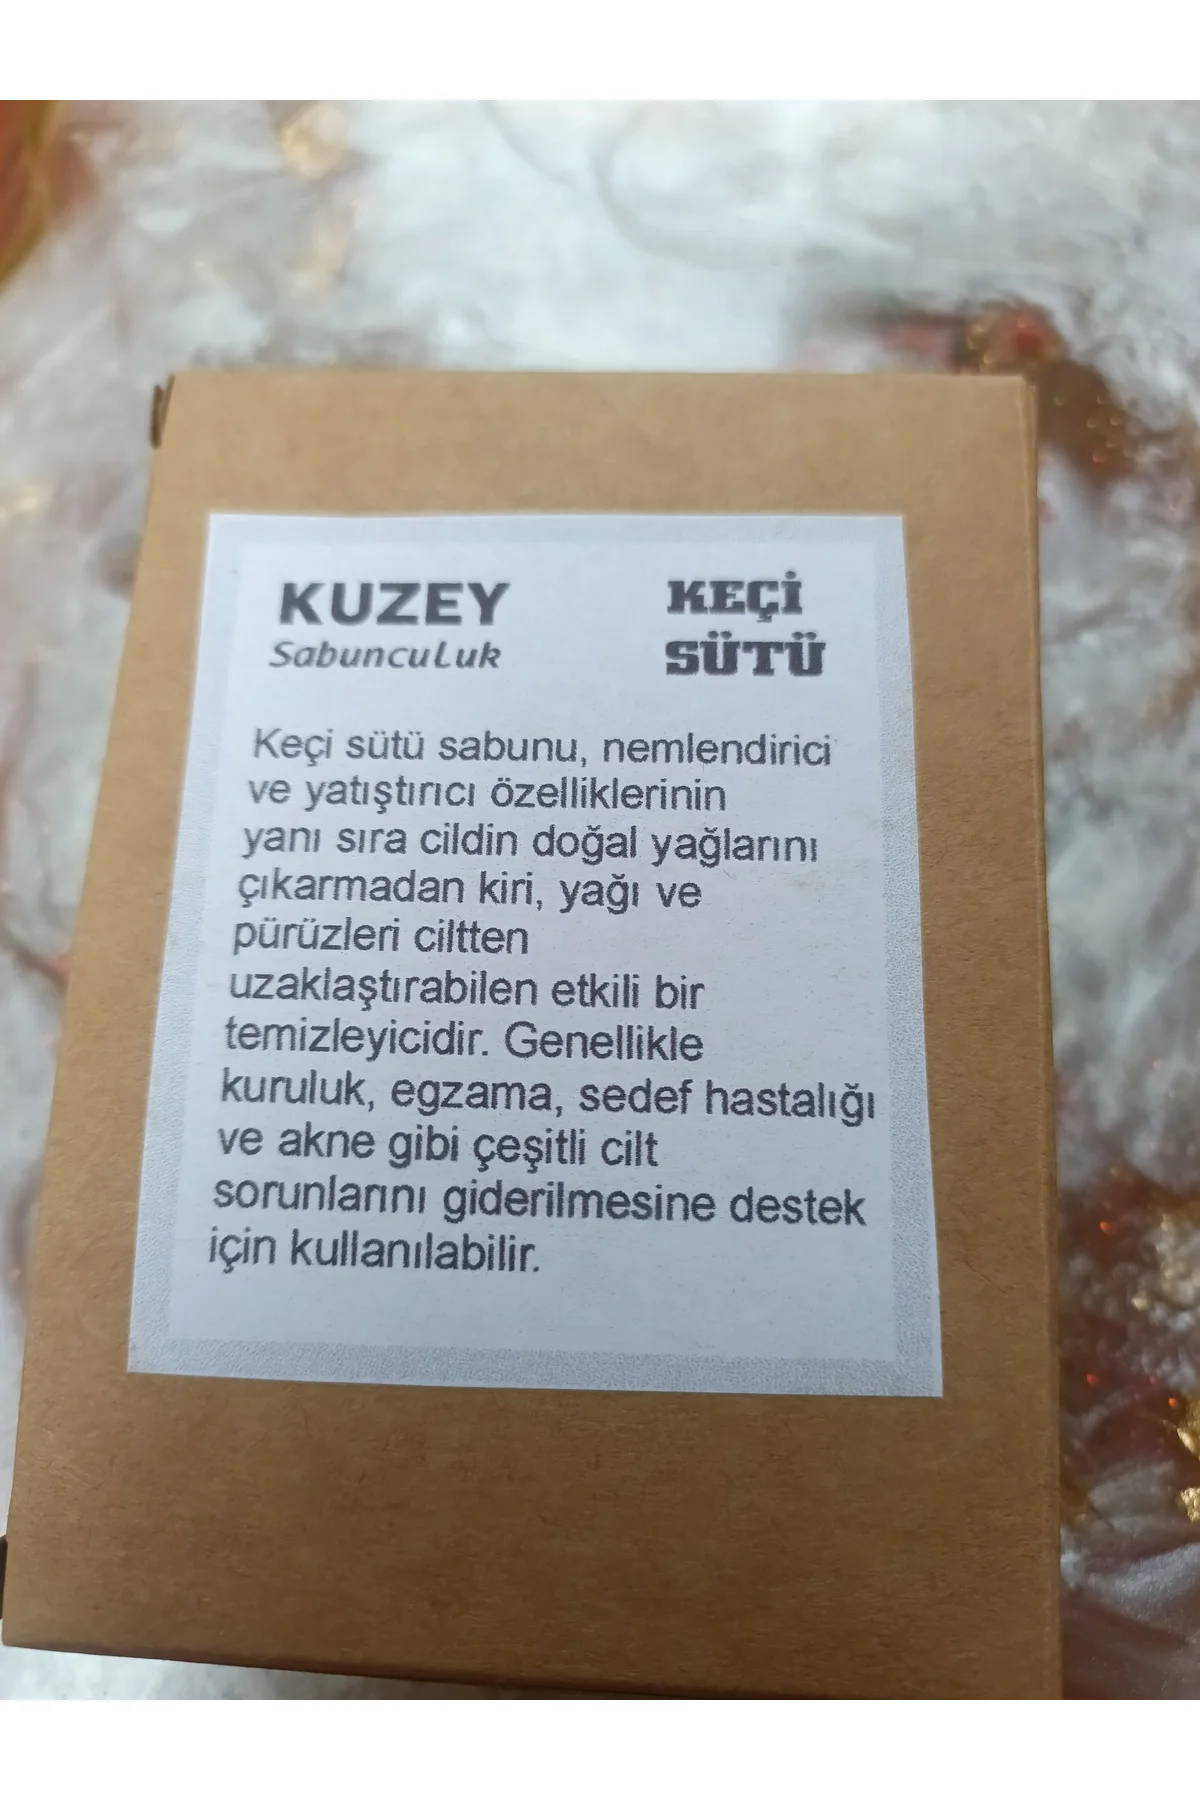 KUZEY
Sabunculuk
KEÇİ
SÜTÜ
Keçi sütü sabunu, nemlendirici
ve yatıştırıcı özelliklerinin
yanı sıra cildin doğal yağlarını
çıkarmadan kiri, yağı ve
pürüzleri ciltten
uzaklaştırabilen etkili bir
temizleyicidir. Genellikle
kuruluk, egzama, sedef hastalığı
ve akne gibi çeşitli cilt
sorunlarını giderilmesine destek
için kullanılabilir.